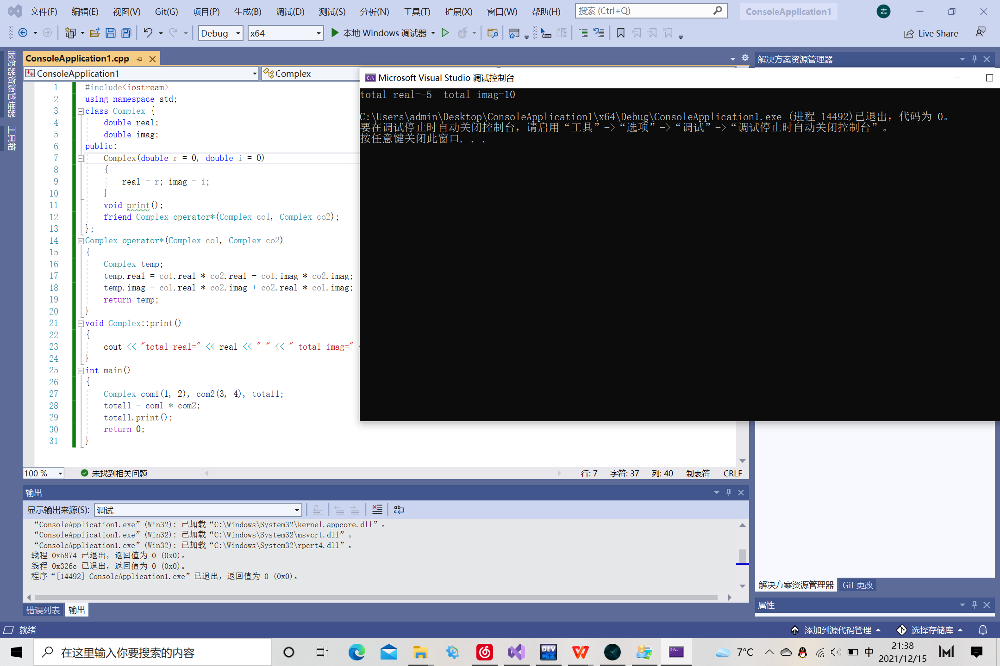 文件(F) 编辑(E) 视图(V) Git(G) 项目(P) 生成(B) 调试(D) 测试(S) 分析(N) 工具(T) 扩展(X) 窗口(W) 帮助(H) 搜索 (Ctrl+Q) ConsoleApplication1 志
Debug x64 本地 Windows 调试器 Live Share
服务器资源管理器
工具箱
ConsoleApplication1.cpp
ConsoleApplication1 Complex
1 #include<iostream>
2 using namespace std;
3 class Complex {
4 double real;
5 double imag;
6 public:
7 Complex(double r = 0, double i = 0)
8 {
9 real = r; imag = i;
10 }
11 void print();
12 friend Complex operator*(Complex co1, Complex co2);
13 };
14 Complex operator*(Complex co1, Complex co2)
15 {
16 Complex temp;
17 temp.real = co1.real * co2.real - co1.imag * co2.imag;
18 temp.imag = co1.real * co2.imag + co2.real * co1.imag;
19 return temp;
20 }
21 void Complex::print()
22 {
23 cout << "total real=" << real << " " << " total imag="
24 }
25 int main()
26 {
27 Complex com1(1, 2), com2(3, 4), total1;
28 total1 = com1 * com2;
29 total1.print();
30 return 0;
31 }
Microsoft Visual Studio 调试控制台
total real=-5  total imag=10
C:\Users\admin\Desktop\ConsoleApplication1\x64\Debug\ConsoleApplication1.exe (进程 14492)已退出，代码为 0。
要在调试停止时自动关闭控制台，请启用“工具”->“选项”->“调试”->“调试停止时自动关闭控制台”。
按任意键关闭此窗口. . .
100 % 未找到相关问题 行: 7 字符: 37 列: 40 制表符 CRLF
输出
显示输出来源(S): 调试
“ConsoleApplication1.exe”(Win32): 已加载“C:\Windows\System32\kernel.appcore.dll”。
“ConsoleApplication1.exe”(Win32): 已加载“C:\Windows\System32\msvcrt.dll”。
“ConsoleApplication1.exe”(Win32): 已加载“C:\Windows\System32\rpcrt4.dll”。
线程 0x5874 已退出，返回值为 0 (0x0)。
线程 0x326c 已退出，返回值为 0 (0x0)。
程序“[14492] ConsoleApplication1.exe”已退出，返回值为 0 (0x0)。
错误列表 输出
解决方案资源管理器
解决方案资源管理器 Git 更改
属性
就绪 添加到源代码管理 选择存储库
在这里输入你要搜索的内容 DEV C++ 7°C 中 21:38
2021/12/15